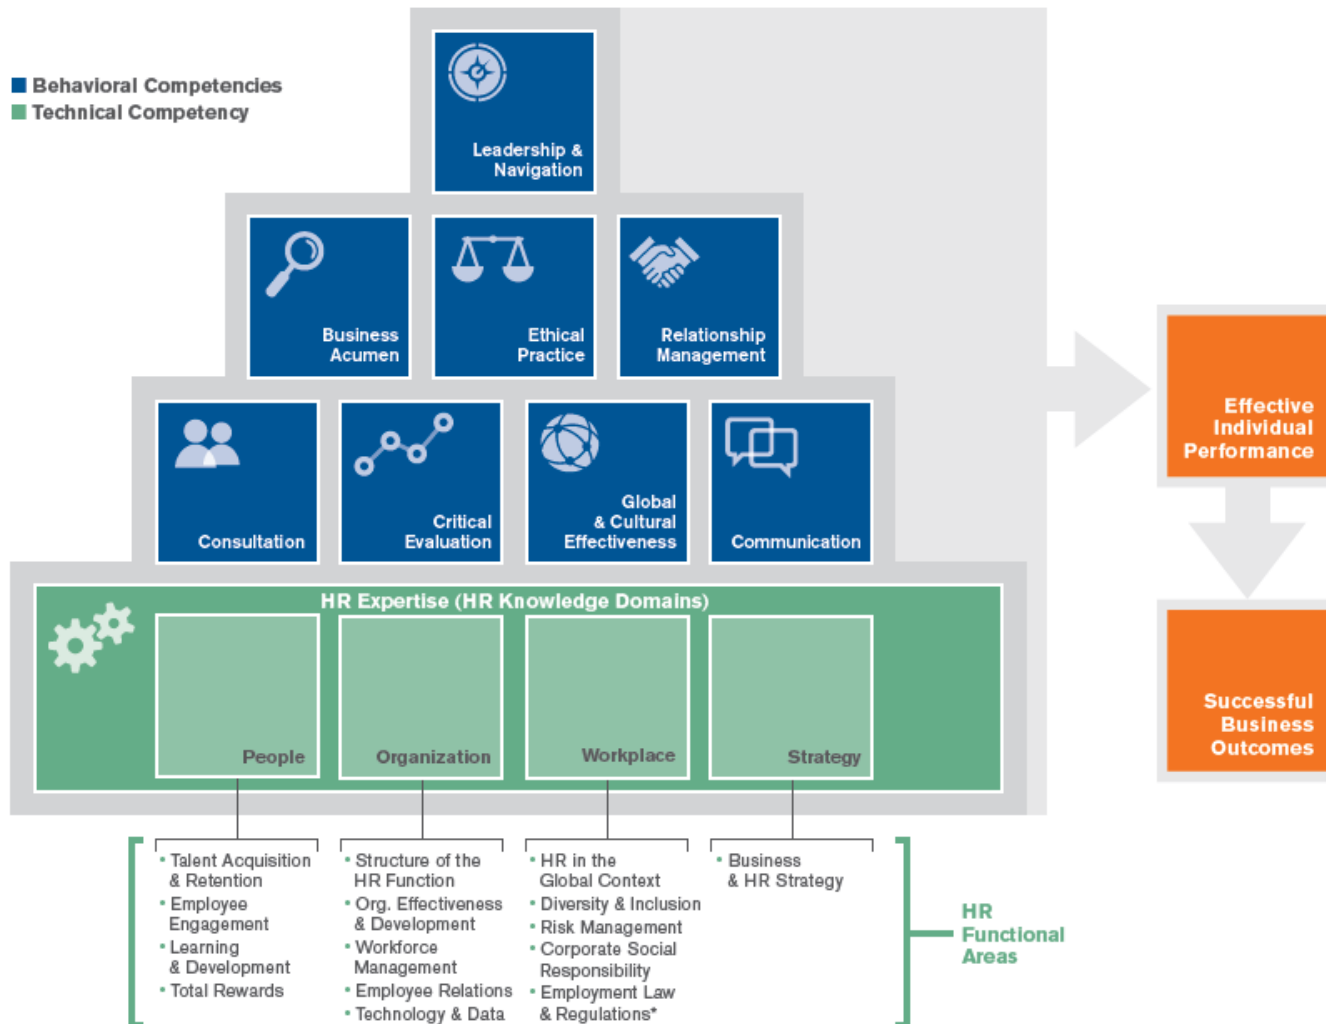 Behavioral Competencies
Technical Competency
Leadership &
Navigation
Business
Acumen
Ethical
Practice
Relationship
Management
Consultation
Critical
Evaluation
Global
& Cultural
Effectiveness
Communication
Effective
Individual
Performance
Successful
Business
Outcomes
HR Expertise (HR Knowledge Domains)
People
Organization
Workplace
Strategy
• Talent Acquisition
& Retention
• Employee
Engagement
• Learning
& Development
• Total Rewards
• Structure of the
HR Function
• Org. Effectiveness
& Development
• Workforce
Management
• Employee Relations
• Technology & Data
• HR in the
Global Context
• Diversity & Inclusion
• Risk Management
• Corporate Social
Responsibility
• Employment Law
& Regulations*
• Business
& HR Strategy
HR
Functional
Areas